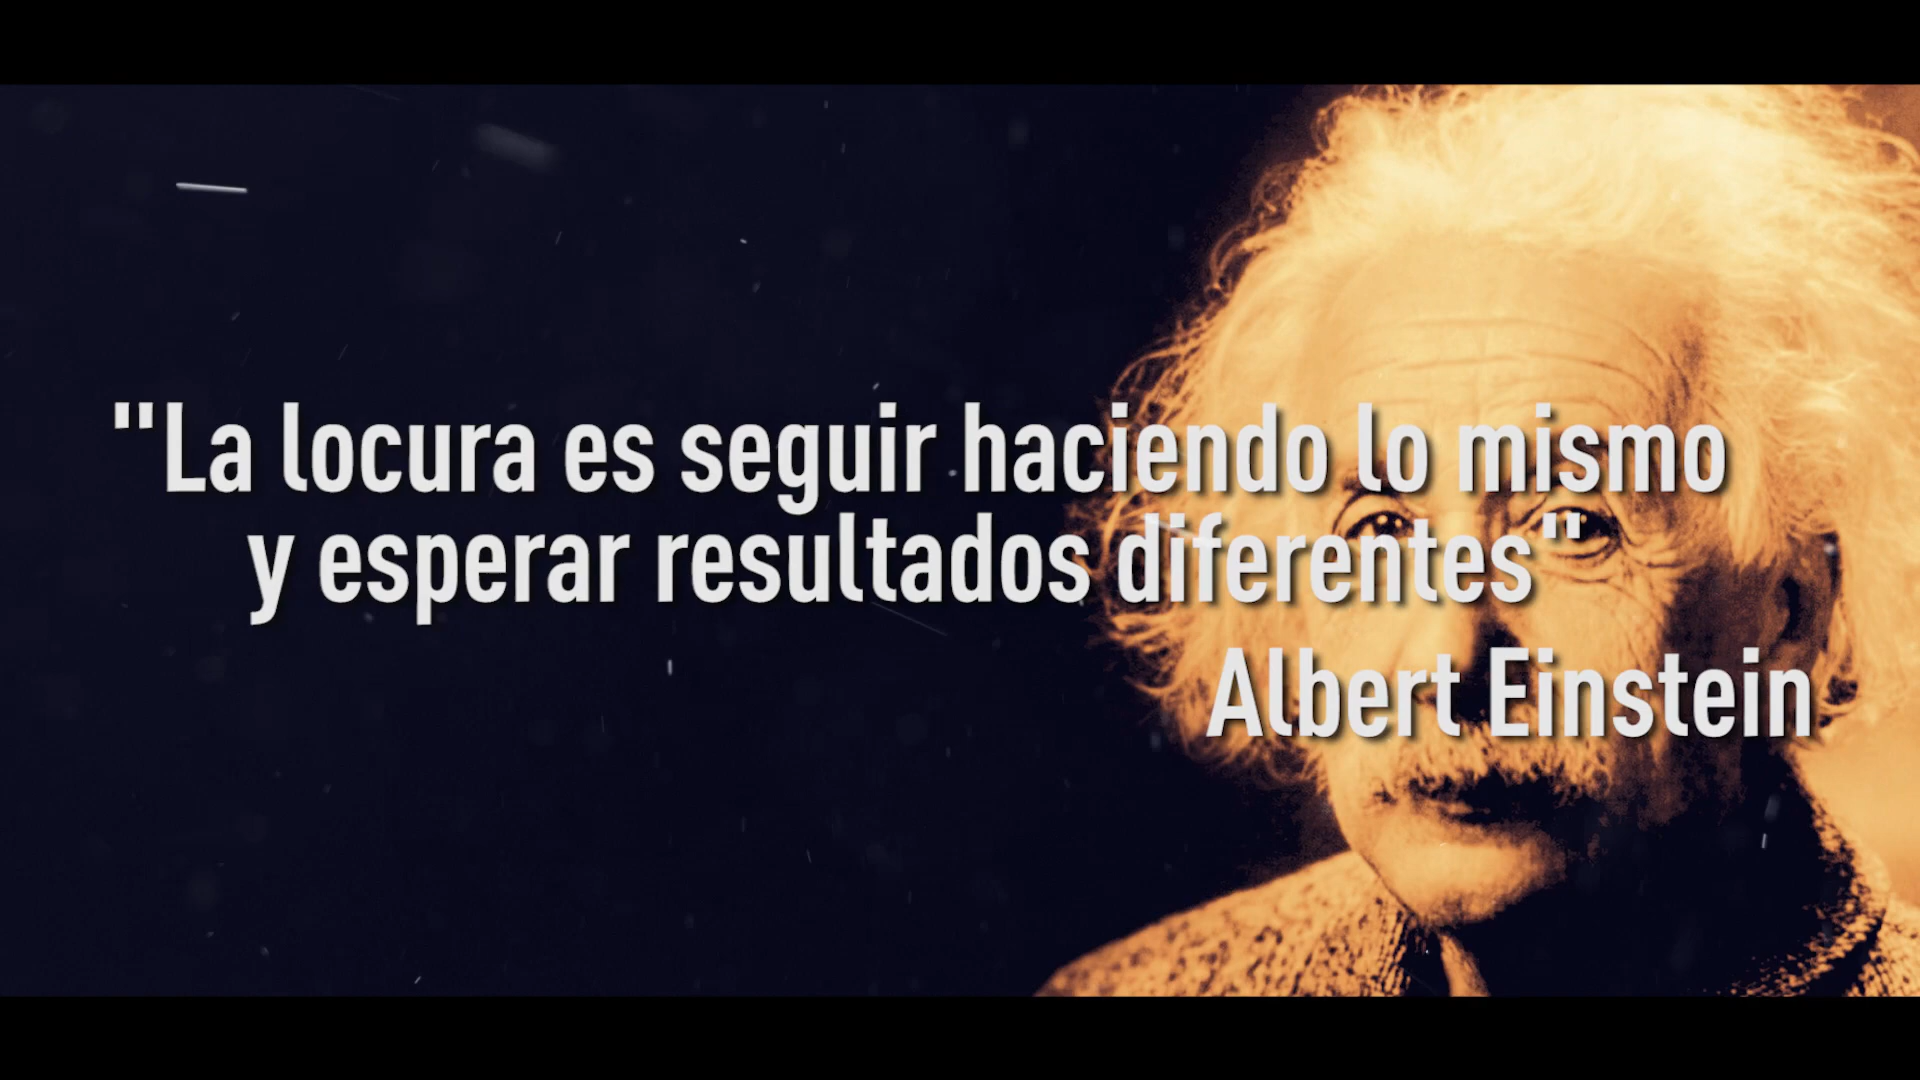 "La locura es seguir haciendo lo mismo
y esperar resultados diferentes"
Albert Einstein